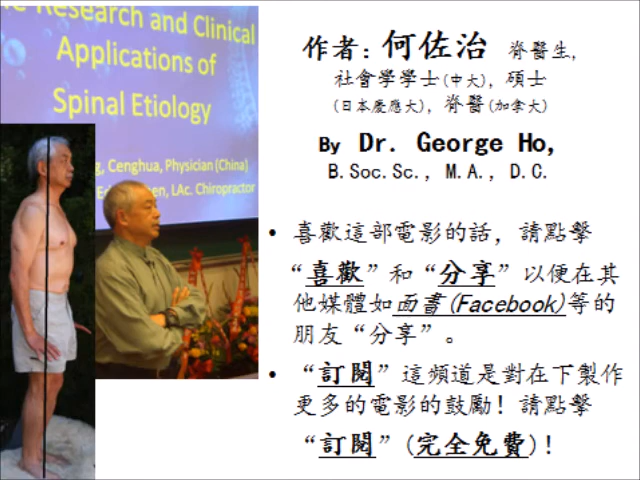 Research and Clinical
Applications of
Spinal Etiology
Cenghua, Physician (China)
LAc. Chiropractor
作者：何佐治 脊醫生，
社會學學士(中大)，碩士
(日本慶應大)，脊醫(加拿大)
By Dr. George Ho,
B.Soc.Sc., M.A., D.C.
• 喜歡這部電影的話，請點擊
“喜歡”和“分享”以便在其
他媒體如面書(Facebook)等的
朋友“分享”。
• “訂閱”這頻道是對在下製作
更多的電影的鼓勵！請點擊
“訂閱”(完全免費)！